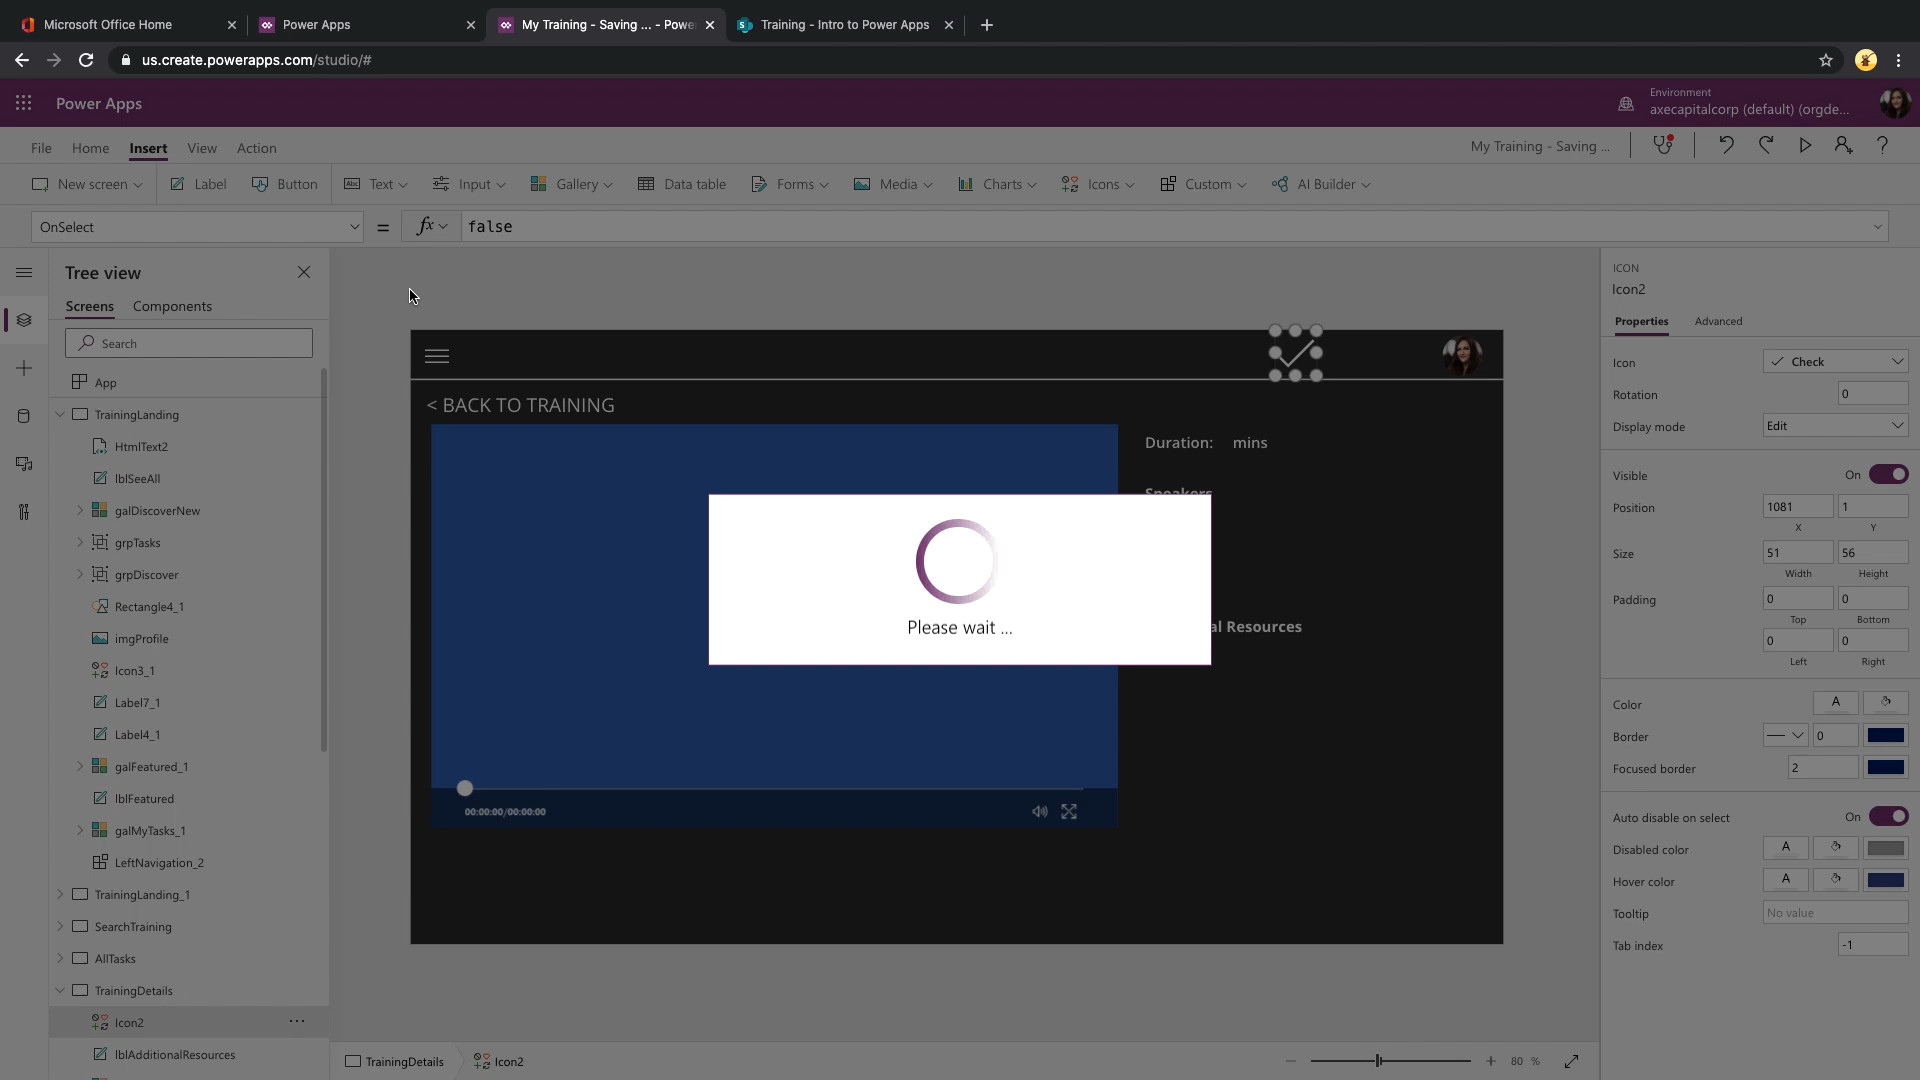 Microsoft Office Home
Power Apps
My Training - Saving ... - Powe
Training - Intro to Power Apps
us.create.powerapps.com/studio/#
Power Apps
Environment
axecapitalcorp (default) (orgde...
File
Home
Insert
View
Action
My Training - Saving ...
New screen
Label
Button
Abc
Text
Input
Gallery
Data table
Forms
Media
Charts
Icons
Custom
AI Builder
OnSelect
=
fx
false
Tree view
Screens
Components
Search
App
TrainingLanding
HtmlText2
lblSeeAll
galDiscoverNew
grpTasks
grpDiscover
Rectangle4_1
imgProfile
Icon3_1
Label7_1
Label4_1
galFeatured_1
lblFeatured
galMyTasks_1
LeftNavigation_2
TrainingLanding_1
SearchTraining
AllTasks
TrainingDetails
Icon2
lblAdditionalResources
< BACK TO TRAINING
Duration: mins
Speakers
al Resources
Please wait ...
00:00:00/00:00:00
TrainingDetails
Icon2
80 %
ICON
Icon2
Properties
Advanced
Icon
Check
Rotation
0
Display mode
Edit
Visible
On
Position
1081
1
X
Y
Size
51
56
Width
Height
Padding
0
0
Top
Bottom
0
0
Left
Right
Color
A
Border
0
Focused border
2
Auto disable on select
On
Disabled color
A
Hover color
A
Tooltip
No value
Tab index
-1